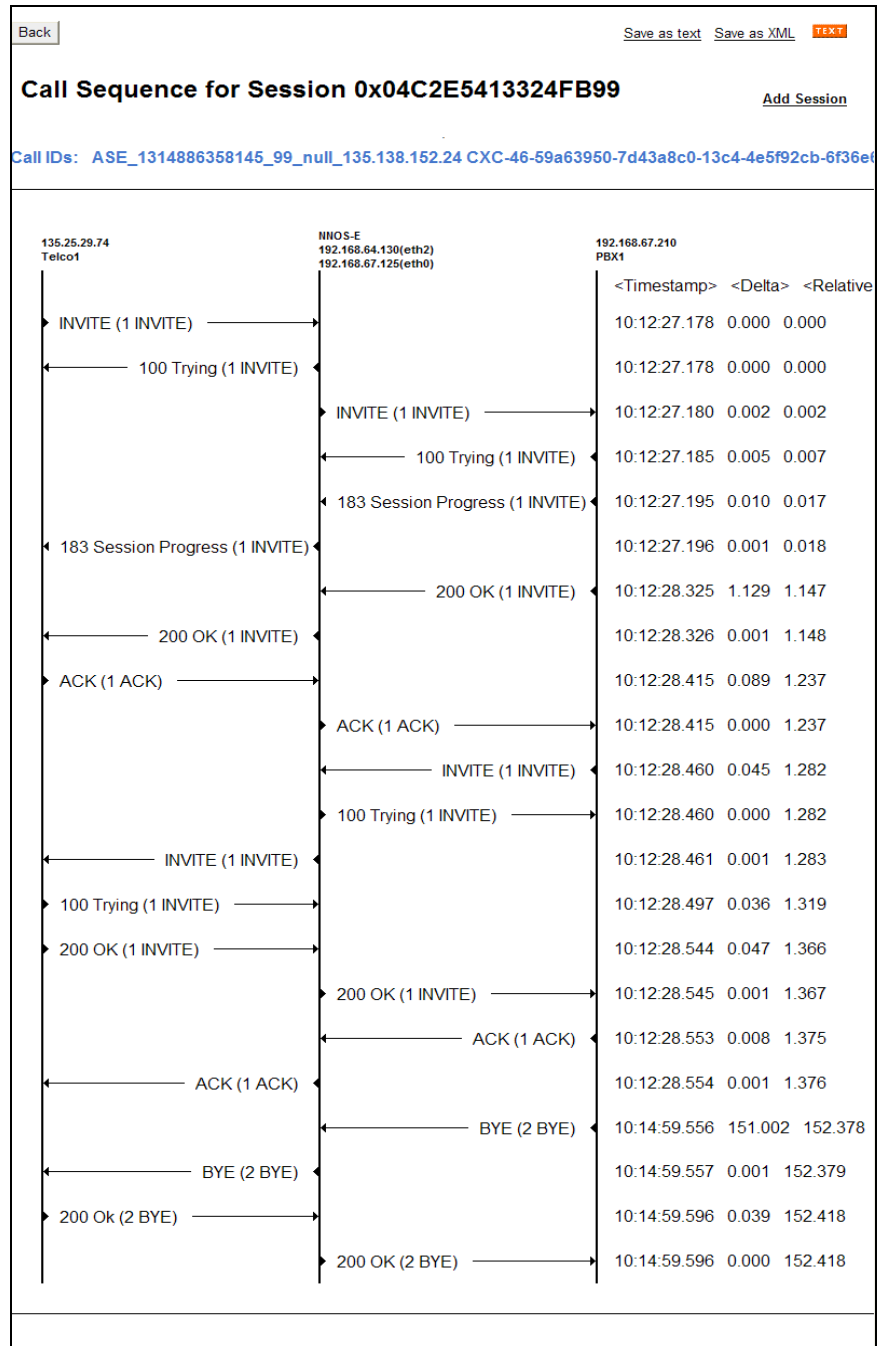 Back
Save as text Save as XML TEXT
Call Sequence for Session 0x04C2E5413324FB99
Add Session
Call IDs: ASE_1314886358145_99_null_135.138.152.24 CXC-46-59a63950-7d43a8c0-13c4-4e5f92cb-6f36e
135.25.29.74
Telco1
NNOS-E
192.168.64.130(eth2)
192.168.67.125(eth0)
192.168.67.210
PBX1
<Timestamp> <Delta> <Relative
INVITE (1 INVITE) 10:12:27.178 0.000 0.000
100 Trying (1 INVITE) 10:12:27.178 0.000 0.000
INVITE (1 INVITE) 10:12:27.180 0.002 0.002
100 Trying (1 INVITE) 10:12:27.185 0.005 0.007
183 Session Progress (1 INVITE) 10:12:27.195 0.010 0.017
183 Session Progress (1 INVITE) 10:12:27.196 0.001 0.018
200 OK (1 INVITE) 10:12:28.325 1.129 1.147
200 OK (1 INVITE) 10:12:28.326 0.001 1.148
ACK (1 ACK) 10:12:28.415 0.089 1.237
ACK (1 ACK) 10:12:28.415 0.000 1.237
INVITE (1 INVITE) 10:12:28.460 0.045 1.282
100 Trying (1 INVITE) 10:12:28.460 0.000 1.282
INVITE (1 INVITE) 10:12:28.461 0.001 1.283
100 Trying (1 INVITE) 10:12:28.497 0.036 1.319
200 OK (1 INVITE) 10:12:28.544 0.047 1.366
200 OK (1 INVITE) 10:12:28.545 0.001 1.367
ACK (1 ACK) 10:12:28.553 0.008 1.375
ACK (1 ACK) 10:12:28.554 0.001 1.376
BYE (2 BYE) 10:14:59.556 151.002 152.378
BYE (2 BYE) 10:14:59.557 0.001 152.379
200 Ok (2 BYE) 10:14:59.596 0.039 152.418
200 OK (2 BYE) 10:14:59.596 0.000 152.418